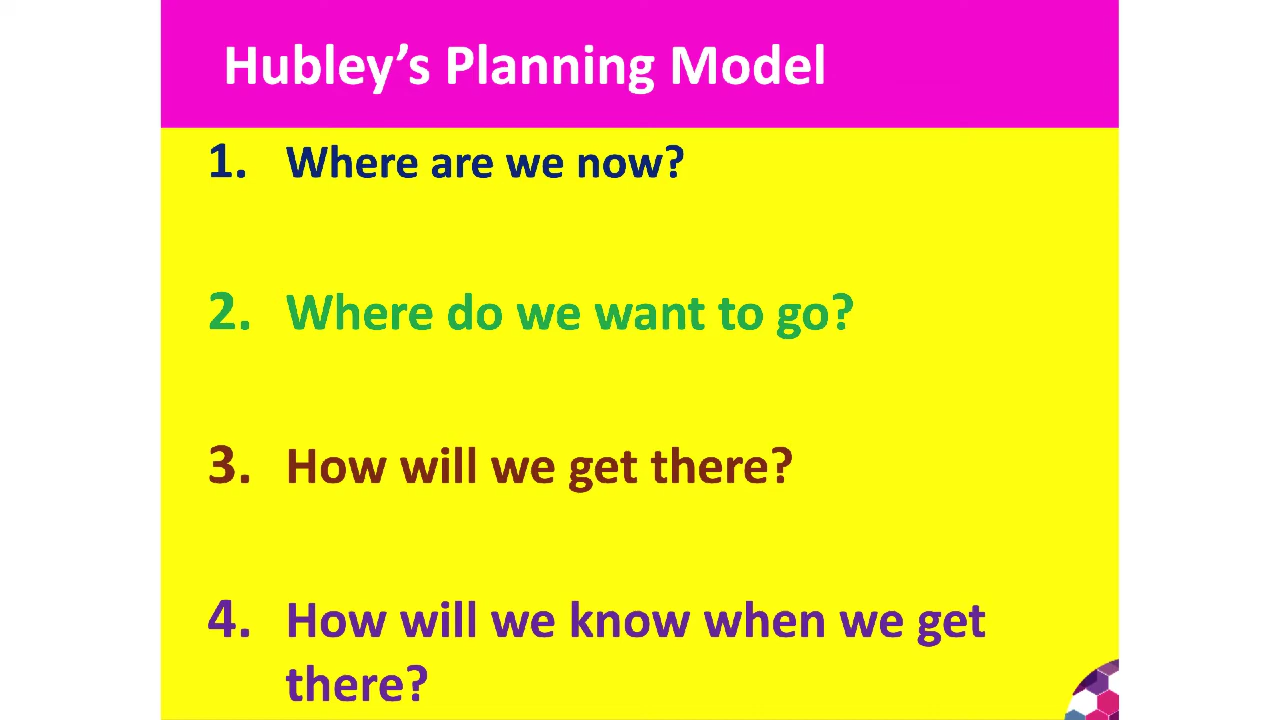 Hubley’s Planning Model
1. Where are we now?
2. Where do we want to go?
3. How will we get there?
4. How will we know when we get
there?